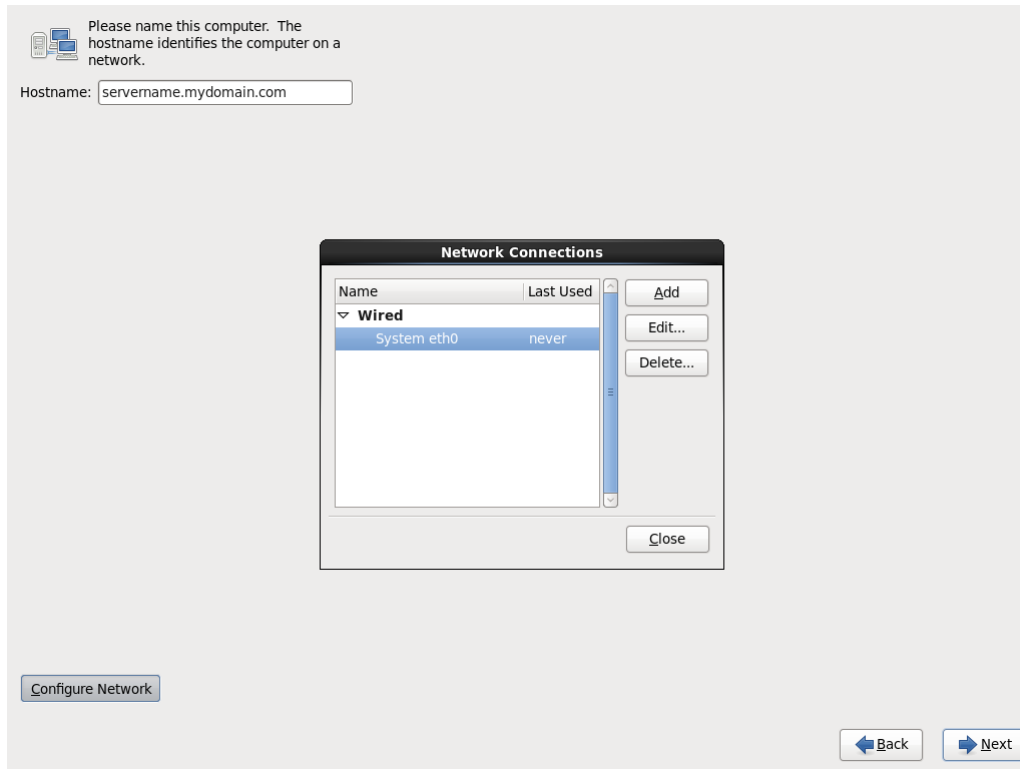 Please name this computer.  The
hostname identifies the computer on a
network.
Hostname: servername.mydomain.com
Network Connections
Name Last Used
Wired
System eth0 never
Add
Edit...
Delete...
Close
Configure Network
Back Next